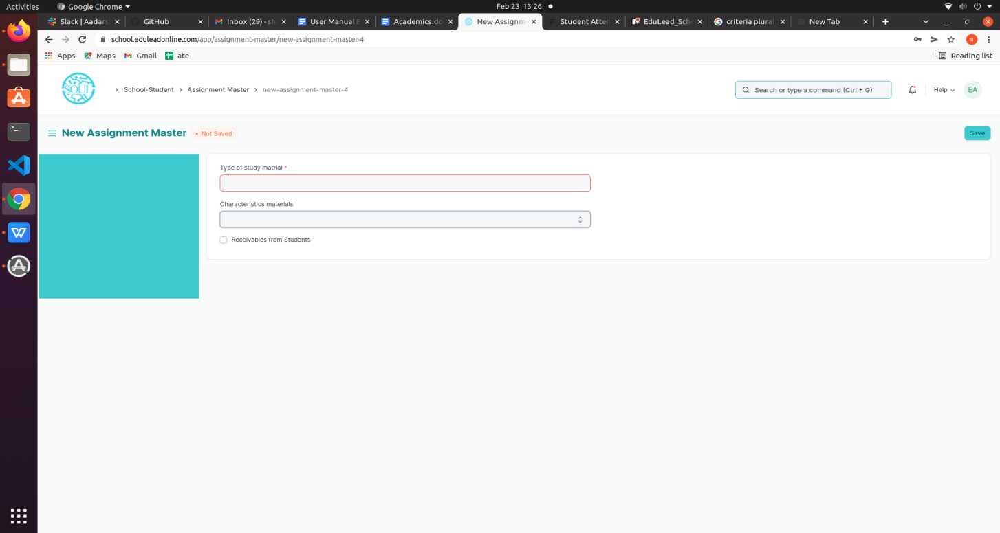 Activities Google Chrome Feb 23 13:26
Slack | Aadars GitHub Inbox (29) - sh User Manual E Academics.do New Assignm Student Atten EduLead_Sch criteria plural New Tab
school.eduleadonline.com/app/assignment-master/new-assignment-master-4 S
Apps Maps Gmail ate Reading list
SOUL School-Student Assignment Master new-assignment-master-4 Search or type a command (Ctrl + G) Help EA
New Assignment Master • Not Saved Save
Type of study matrial *
Characteristics materials
Receivables from Students